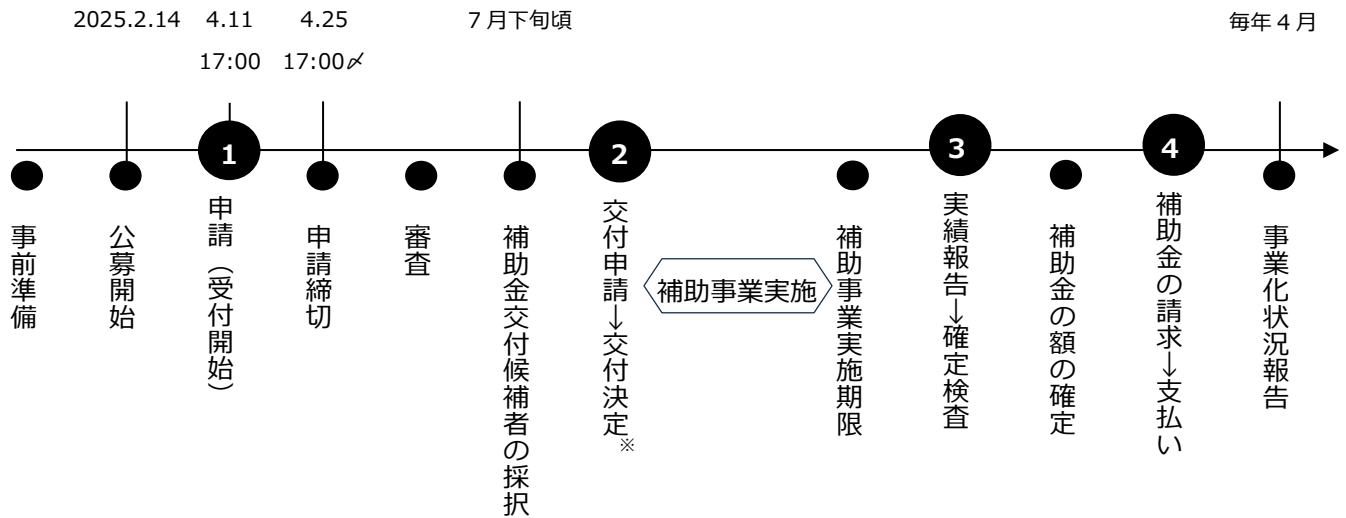 2025.2.14 4.11 4.25 ７月下旬頃 毎年４月
17:00 17:00〆
1
2
3
4
事前準備
公募開始
申請（受付開始）
申請締切
審査
補助金交付候補者の採択
交付申請→交付決定※
補助事業実施
補助事業実施期限
実績報告→確定検査
補助金の額の確定
補助金の請求→支払い
事業化状況報告